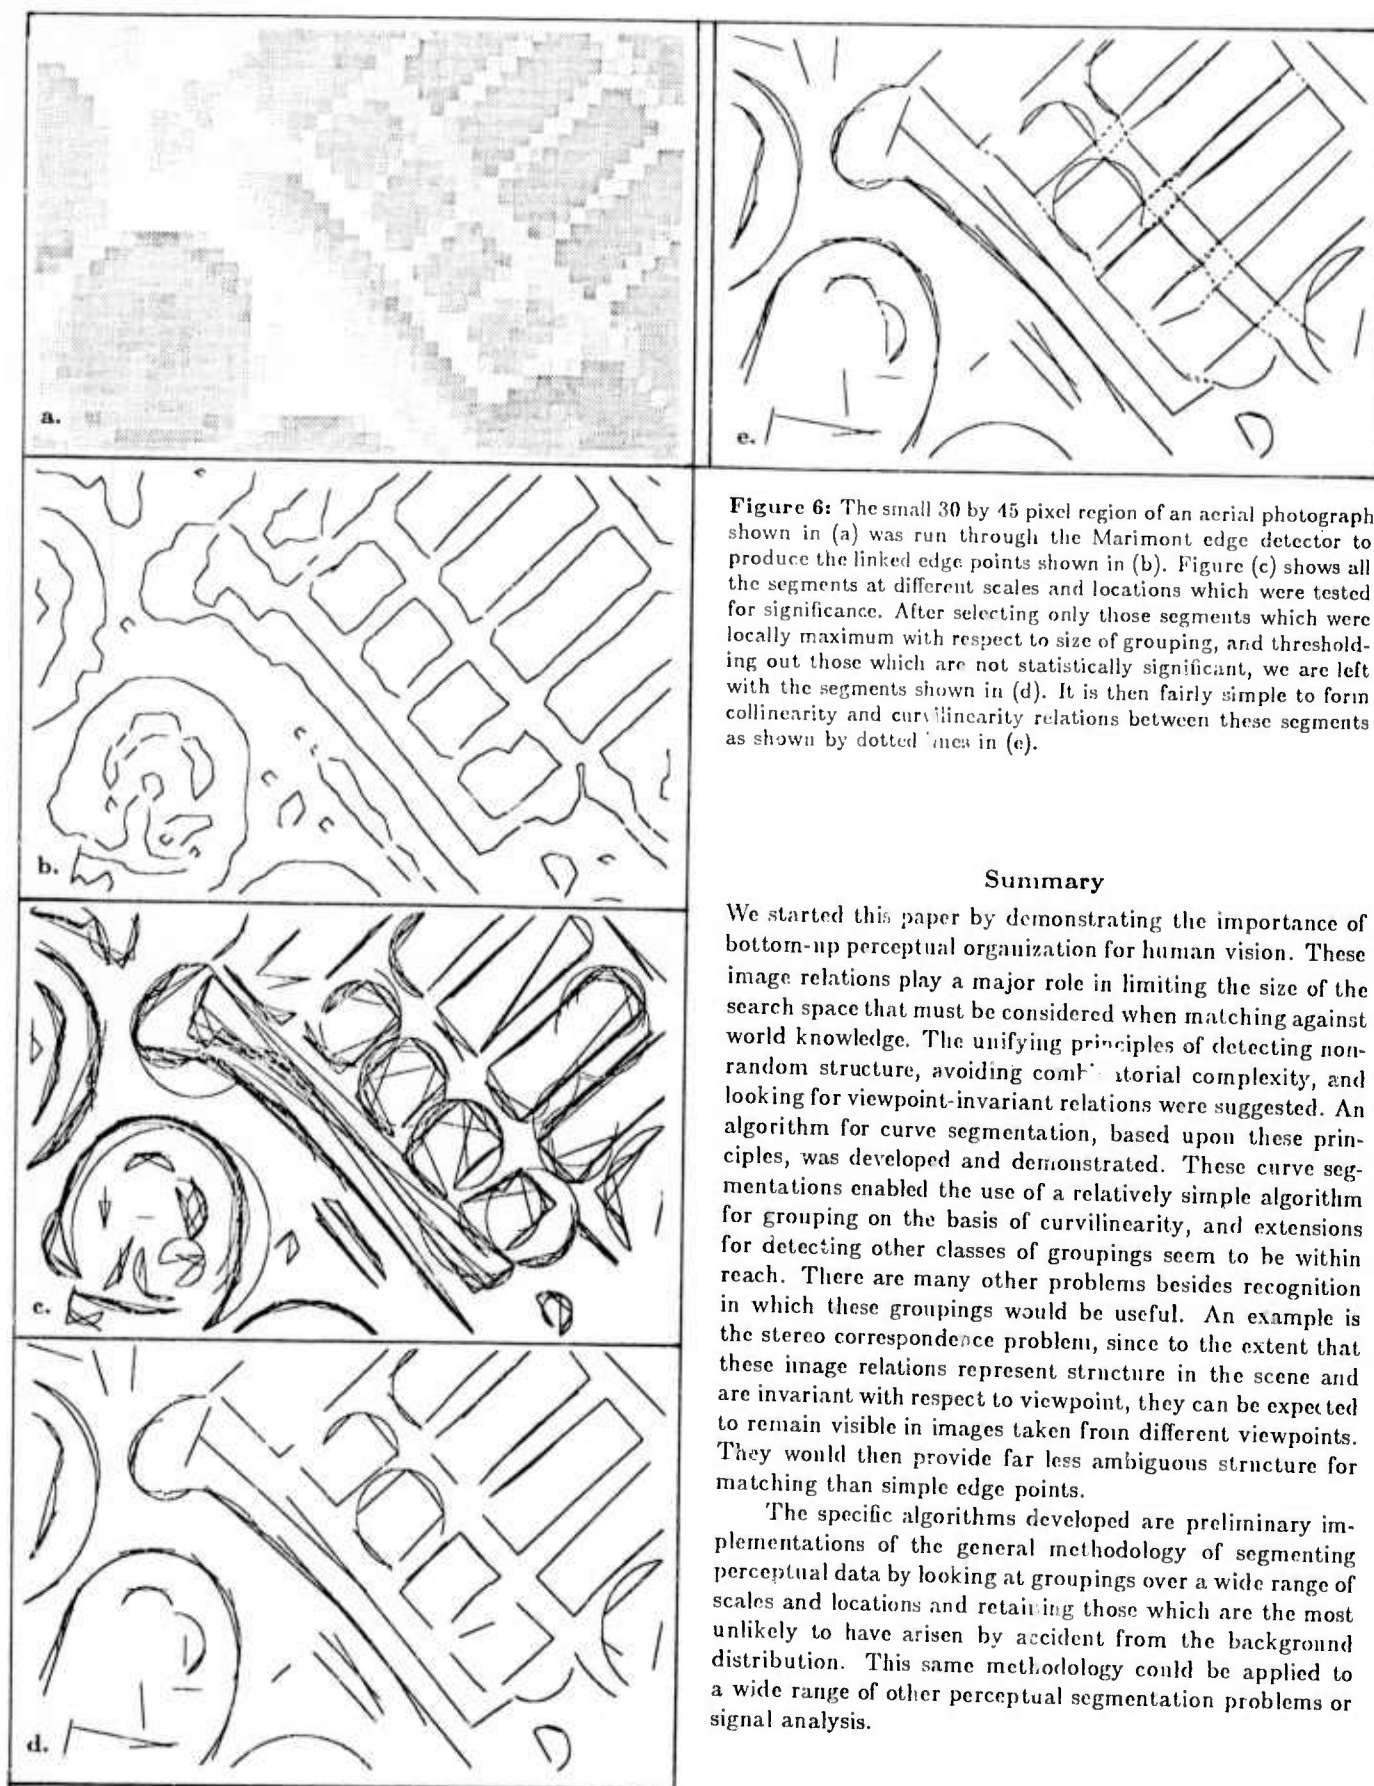 a.
b.
c.
d.
e.
Figure 6: The small 30 by 45 pixel region of an aerial photograph
shown in (a) was run through the Marimont edge detector to
produce the linked edge points shown in (b). Figure (c) shows all
the segments at different scales and locations which were tested
for significance. After selecting only those segments which were
locally maximum with respect to size of grouping, and threshold-
ing out those which are not statistically significant, we are left
with the segments shown in (d). It is then fairly simple to form
collinearity and curvilinearity relations between these segments
as shown by dotted lines in (e).
Summary
We started this paper by demonstrating the importance of
bottom-up perceptual organization for human vision. These
image relations play a major role in limiting the size of the
search space that must be considered when matching against
world knowledge. The unifying principles of detecting non-
random structure, avoiding combinatorial complexity, and
looking for viewpoint-invariant relations were suggested. An
algorithm for curve segmentation, based upon these prin-
ciples, was developed and demonstrated. These curve seg-
mentations enabled the use of a relatively simple algorithm
for grouping on the basis of curvilinearity, and extensions
for detecting other classes of groupings seem to be within
reach. There are many other problems besides recognition
in which these groupings would be useful. An example is
the stereo correspondence problem, since to the extent that
these image relations represent structure in the scene and
are invariant with respect to viewpoint, they can be expected
to remain visible in images taken from different viewpoints.
They would then provide far less ambiguous structure for
matching than simple edge points.
The specific algorithms developed are preliminary im-
plementations of the general methodology of segmenting
perceptual data by looking at groupings over a wide range of
scales and locations and retaining those which are the most
unlikely to have arisen by accident from the background
distribution. This same methodology could be applied to
a wide range of other perceptual segmentation problems or
signal analysis.